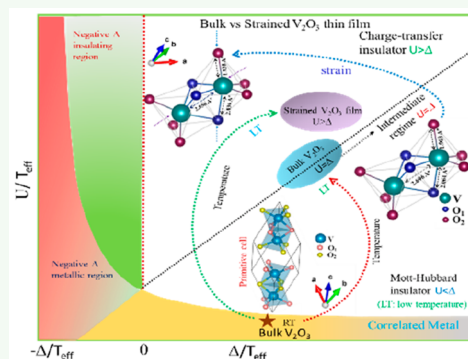 Bulk vs Strained V₂O₃ thin film
Negative Δ
insulating
region
Charge-transfer
insulator U>Δ
strain
Intermediate
regime U≈Δ
Strained V₂O₃ film
U>Δ
LT
Bulk V₂O₃
U≈Δ
LT
Temperature
Temperature
Primitive cell
V
O₁
O₂
V
O₁
O₂
c
b
a
c
b
a
Negative Δ
metallic region
Mott-Hubbard
insulator U<Δ
(LT: low temperature)
RT
Bulk V₂O₃
Correlated Metal
U/Tₑff
-Δ/Tₑff
0
Δ/Tₑff